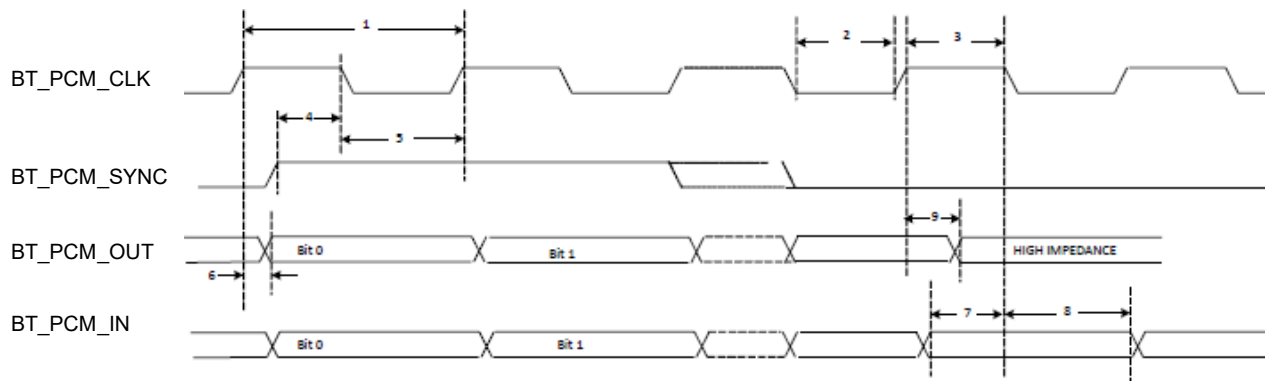 1
2
3
BT_PCM_CLK
4
5
BT_PCM_SYNC
9
BT_PCM_OUT
Bit 0
Bit 1
HIGH IMPEDANCE
6
BT_PCM_IN
7
8
Bit 0
Bit 1